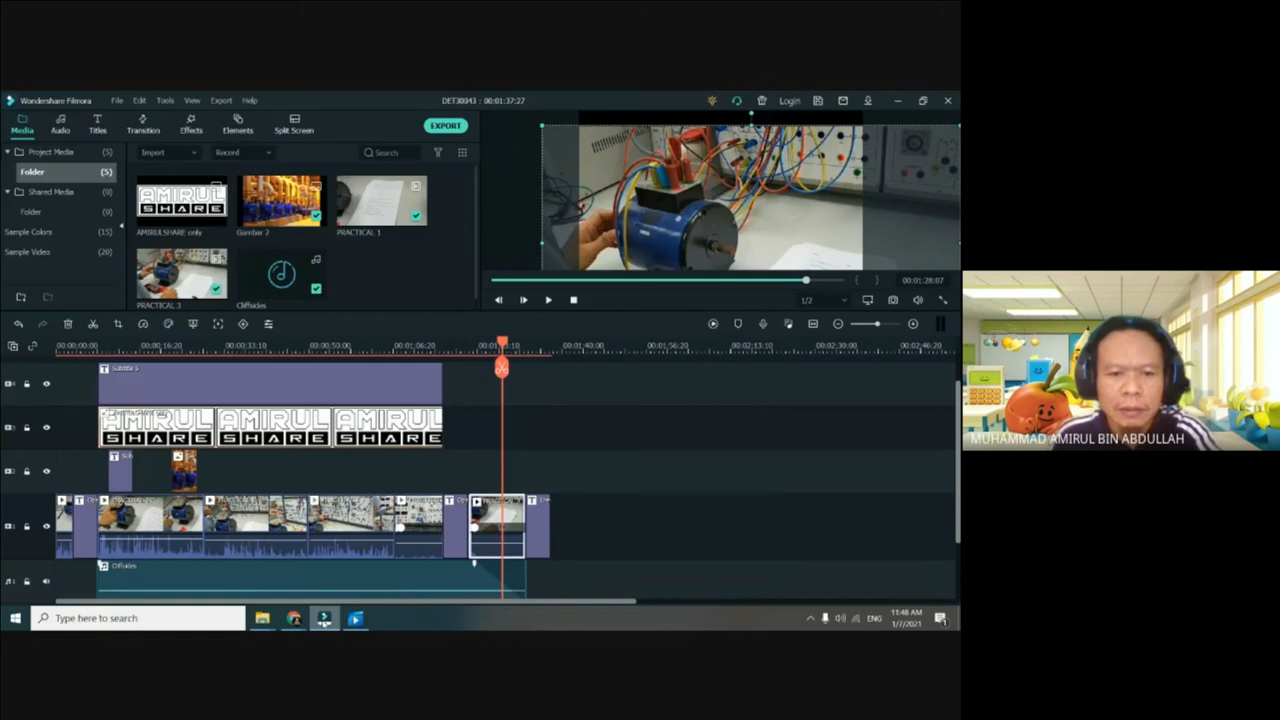 Wondershare Filmora File Edit Tools View Export Help DET30043 : 00:01:37:27 Login
Media Audio Titles Transition Effects Elements Split Screen EXPORT
Project Media (5) Import Record Search
Folder (5)
Shared Media (0)
Folder (0)
Sample Colors (15)
Sample Video (20)
AMIRUL
SHARE
AMIRULSHARE only Gambar 2 PRACTICAL 1
PRACTICAL 3 Cliffsides
00:01:28:07
1/2
00:00:00:00 00:00:16:20 00:00:33:10 00:00:50:00 00:01:06:20 00:01:40:00 00:01:56:20 00:02:13:10 00:02:30:00 00:02:46:20
Subtitle 5
AMIRUL AMIRUL AMIRUL
SHARE SHARE SHARE
Sub
Cliffsides
MUHAMMAD AMIRUL BIN ABDULLAH
Type here to search ENG 11:48 AM
1/7/2021